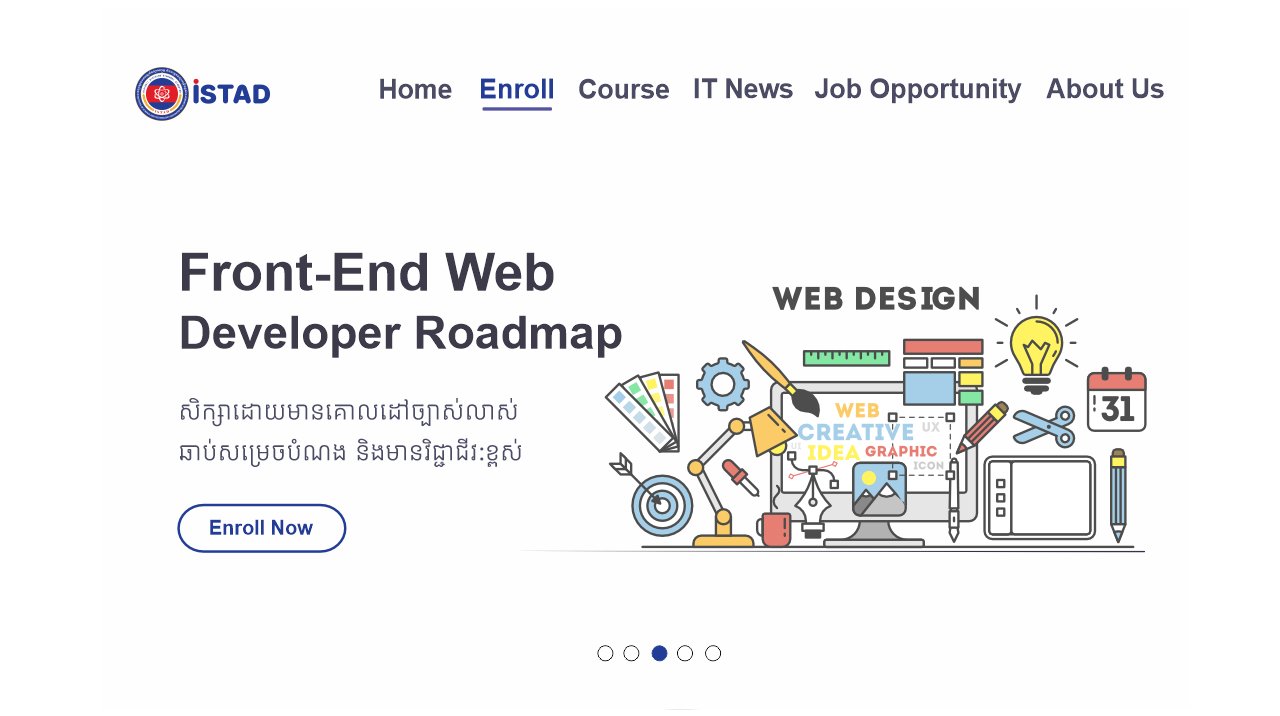 iSTAD
Home Enroll Course IT News Job Opportunity About Us
Front-End Web
Developer Roadmap
សិក្សាដោយមានគោលដៅច្បាស់លាស់
ឆាប់សម្រេចបំណង និងមានវិជ្ជាជីវៈខ្ពស់
Enroll Now
WEB DESIGN
WEB
CREATIVE
UX
UI
IDEA
GRAPHIC
ICON
31